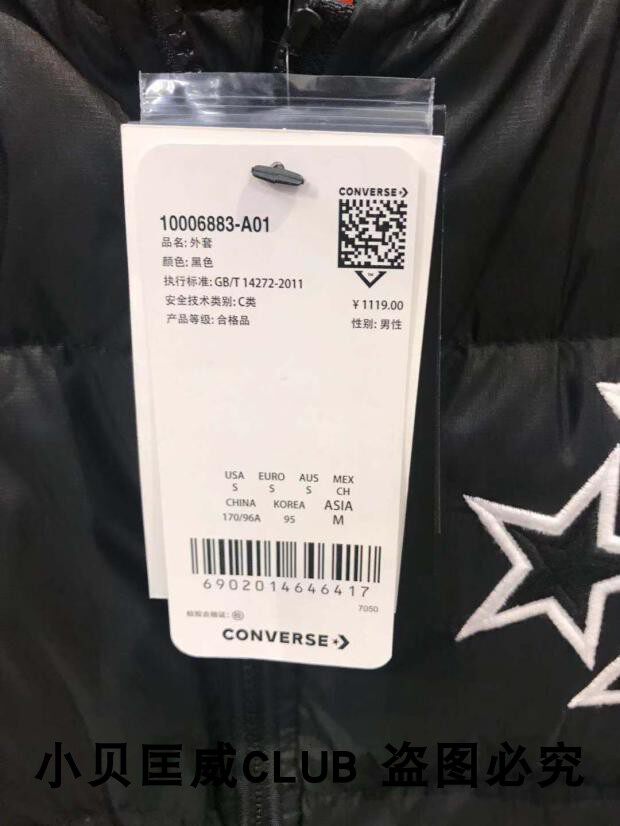 CONVERSE
10006883-A01
品名: 外套
颜色: 黑色
执行标准: GB/T 14272-2011
安全技术类别: C类
¥1119.00
产品等级: 合格品
性别: 男性
USA EURO AUS MEX
S S S CH
CHINA KOREA ASIA
170/96A 95 M
6902014646417
7050
CONVERSE
小贝匡威CLUB 盗图必究